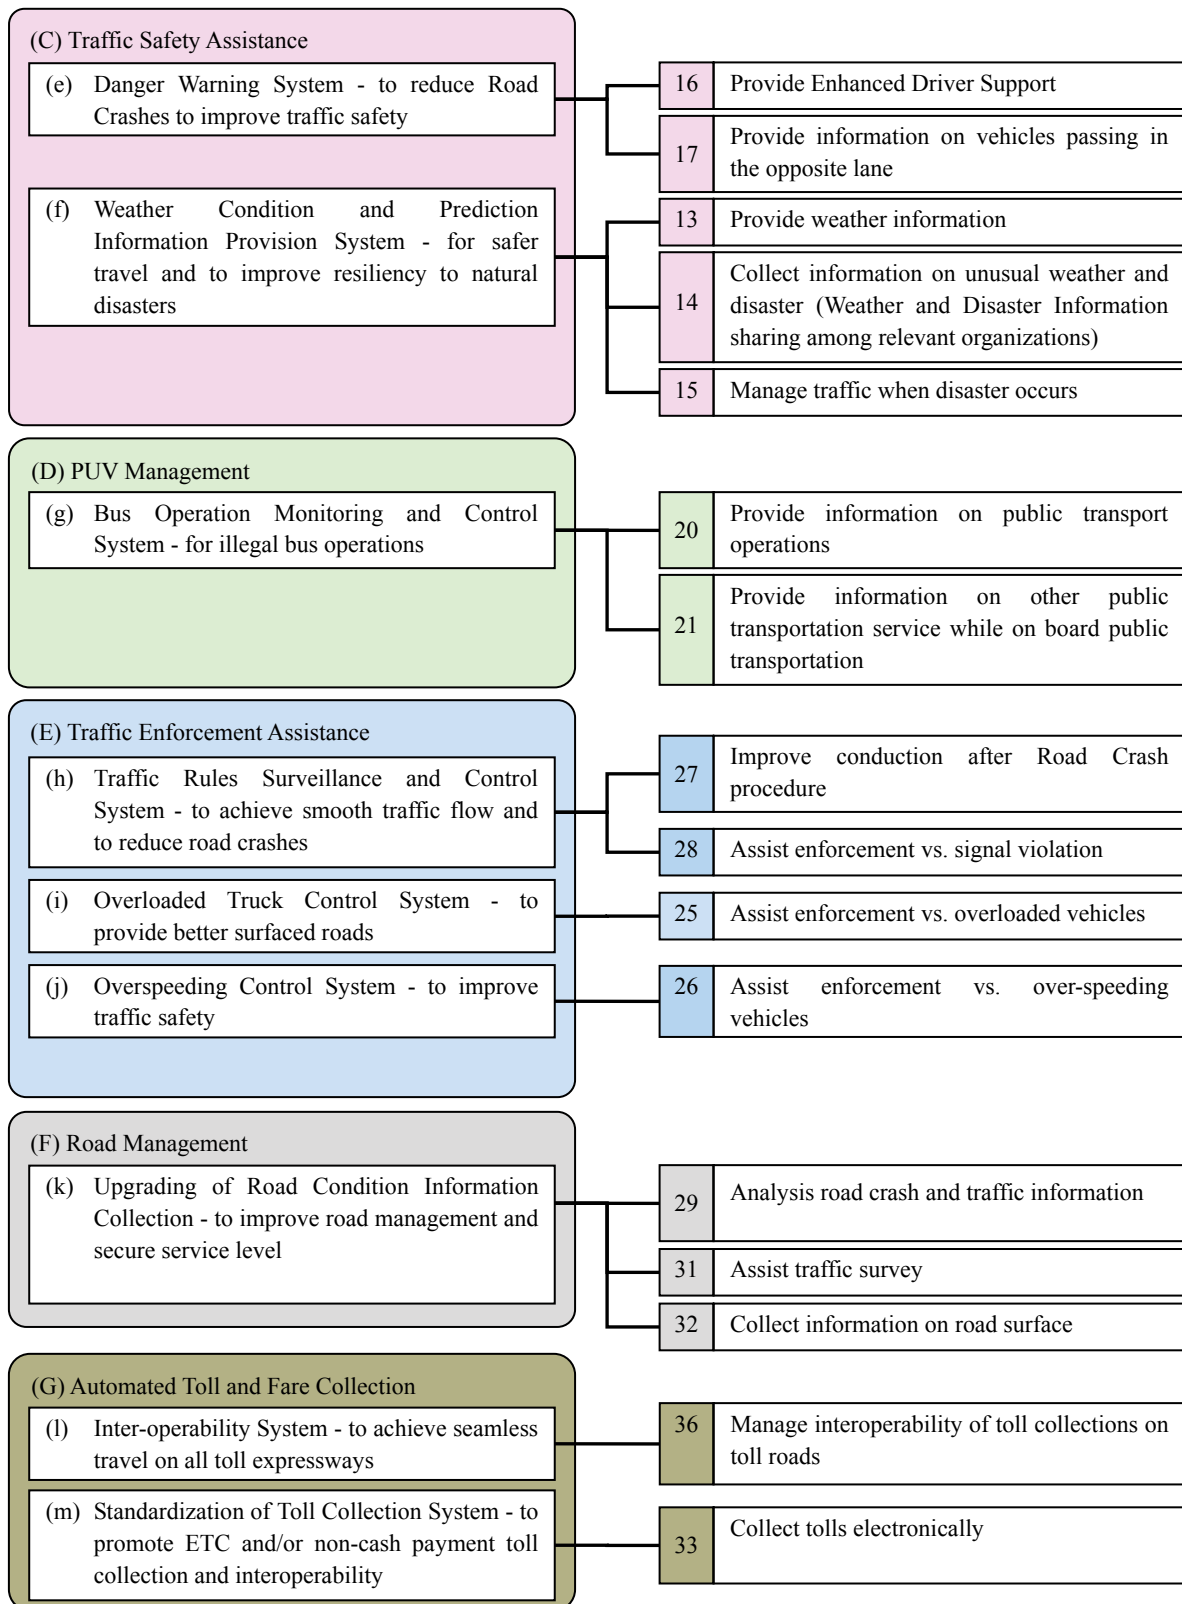 (C) Traffic Safety Assistance
(e) Danger Warning System - to reduce Road
Crashes to improve traffic safety
16 Provide Enhanced Driver Support
17 Provide information on vehicles passing in
the opposite lane
(f) Weather Condition and Prediction
Information Provision System - for safer
travel and to improve resiliency to natural
disasters
13 Provide weather information
14 Collect information on unusual weather and
disaster (Weather and Disaster Information
sharing among relevant organizations)
15 Manage traffic when disaster occurs
(D) PUV Management
(g) Bus Operation Monitoring and Control
System - for illegal bus operations
20 Provide information on public transport
operations
21 Provide information on other public
transportation service while on board public
transportation
(E) Traffic Enforcement Assistance
(h) Traffic Rules Surveillance and Control
System - to achieve smooth traffic flow and
to reduce road crashes
27 Improve conduction after Road Crash
procedure
28 Assist enforcement vs. signal violation
(i) Overloaded Truck Control System - to
provide better surfaced roads
25 Assist enforcement vs. overloaded vehicles
(j) Overspeeding Control System - to improve
traffic safety
26 Assist enforcement vs. over-speeding
vehicles
(F) Road Management
(k) Upgrading of Road Condition Information
Collection - to improve road management and
secure service level
29 Analysis road crash and traffic information
31 Assist traffic survey
32 Collect information on road surface
(G) Automated Toll and Fare Collection
(l) Inter-operability System - to achieve seamless
travel on all toll expressways
36 Manage interoperability of toll collections on
toll roads
(m) Standardization of Toll Collection System - to
promote ETC and/or non-cash payment toll
collection and interoperability
33 Collect tolls electronically